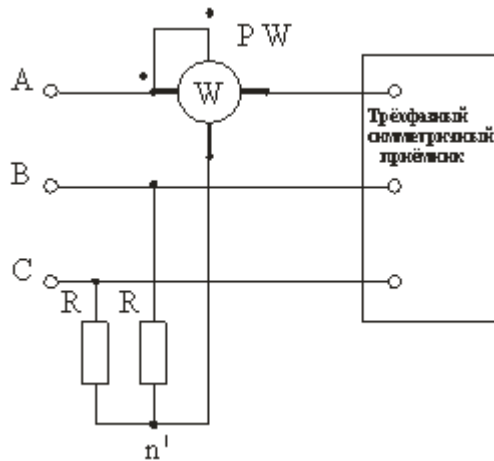 P W
A
W
Трёхфазный
симметричный
приёмник
B
C
R R
n'